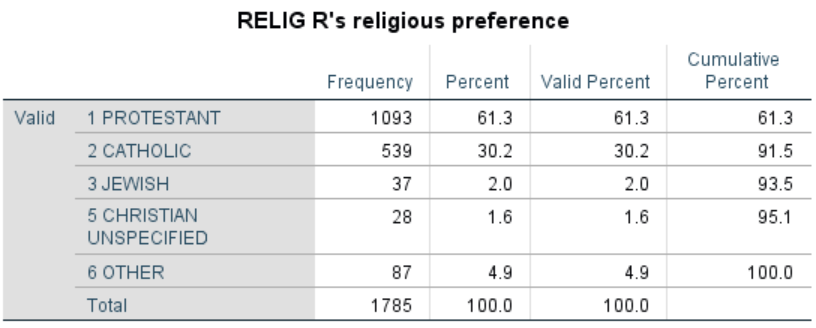 RELIG R's religious preference
Frequency Percent Valid Percent Cumulative Percent
Valid 1 PROTESTANT 1093 61.3 61.3 61.3
2 CATHOLIC 539 30.2 30.2 91.5
3 JEWISH 37 2.0 2.0 93.5
5 CHRISTIAN UNSPECIFIED 28 1.6 1.6 95.1
6 OTHER 87 4.9 4.9 100.0
Total 1785 100.0 100.0